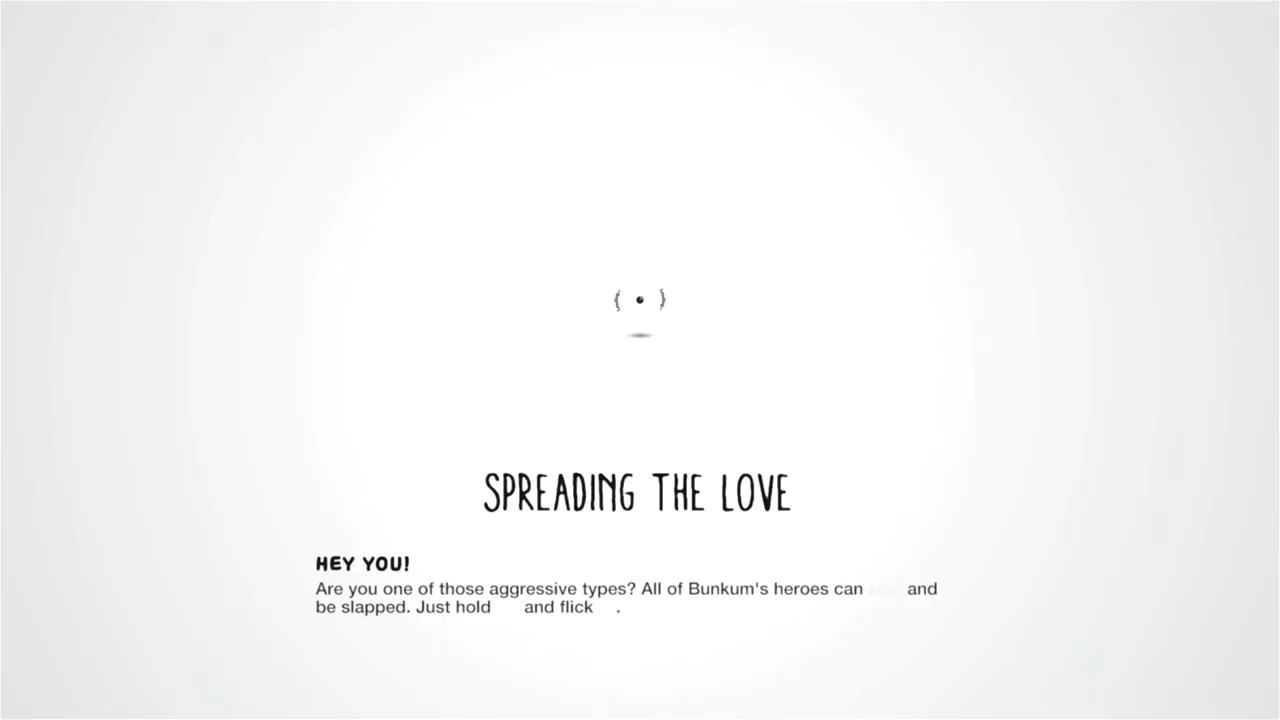 SPREADING THE LOVE
HEY YOU!
Are you one of those aggressive types? All of Bunkum's heroes can and
be slapped. Just hold and flick .